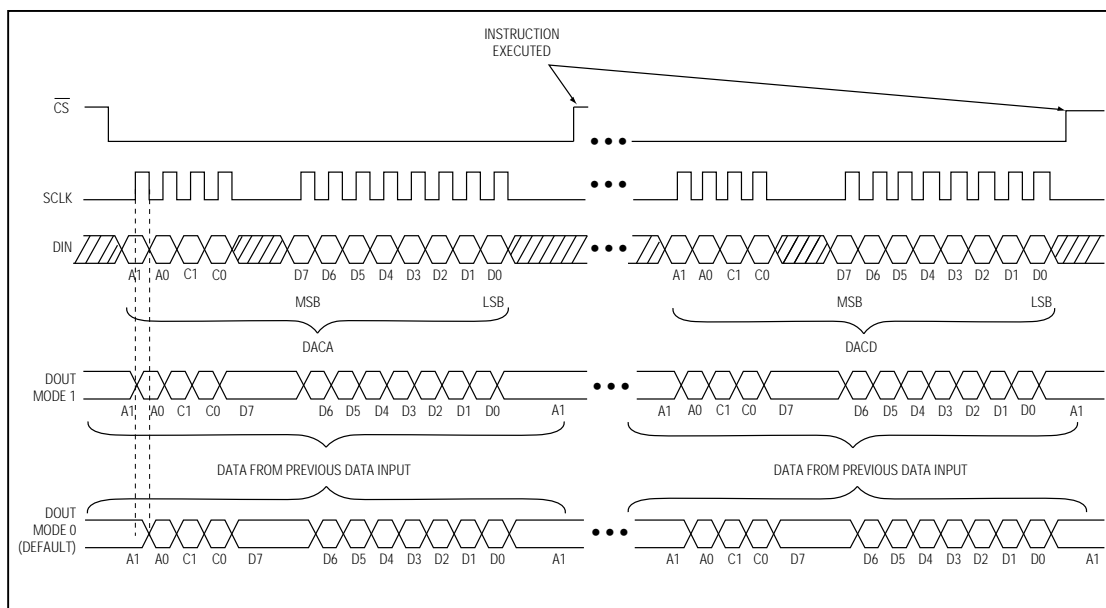 INSTRUCTION
EXECUTED
CS
SCLK
DIN
A1 A0 C1 C0 D7 D6 D5 D4 D3 D2 D1 D0 A1 A0 C1 C0 D7 D6 D5 D4 D3 D2 D1 D0
MSB LSB MSB LSB
DACA DACD
DOUT
MODE 1
A1 A0 C1 C0 D7 D6 D5 D4 D3 D2 D1 D0 A1 A1 A0 C1 C0 D7 D6 D5 D4 D3 D2 D1 D0 A1
DATA FROM PREVIOUS DATA INPUT DATA FROM PREVIOUS DATA INPUT
DOUT
MODE 0
(DEFAULT)
A1 A0 C1 C0 D7 D6 D5 D4 D3 D2 D1 D0 A1 A1 A0 C1 C0 D7 D6 D5 D4 D3 D2 D1 D0 A1